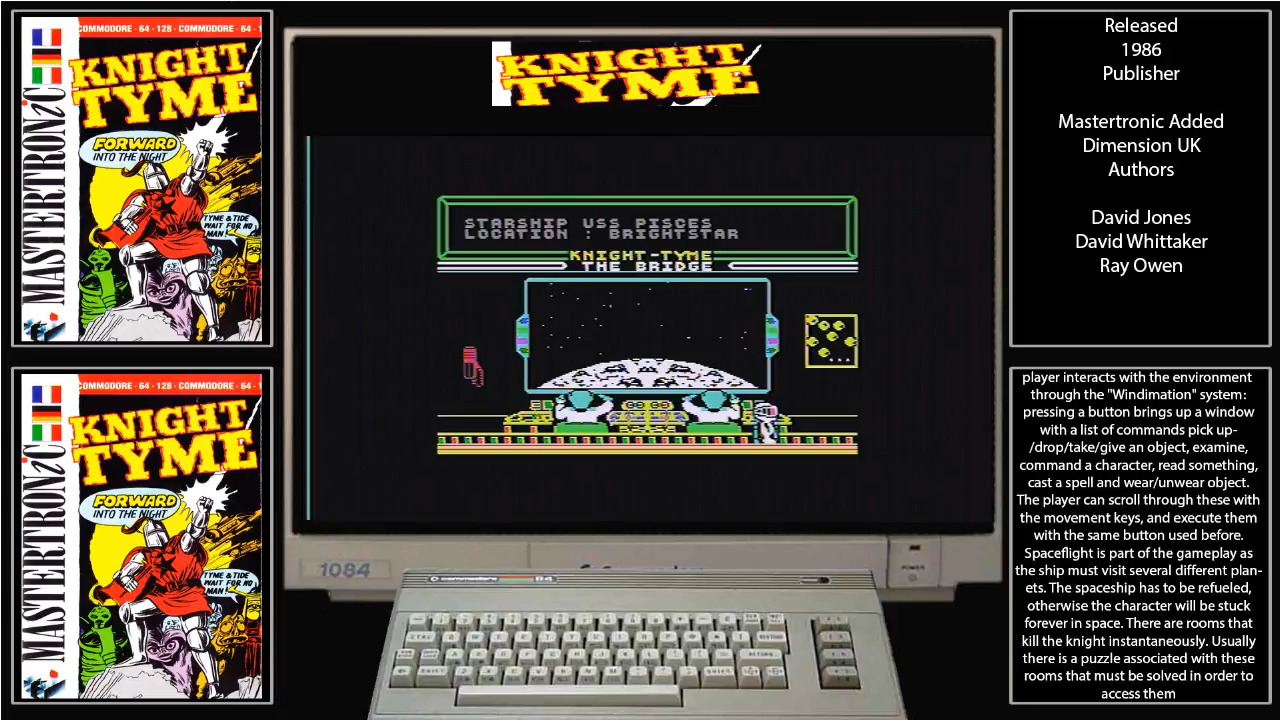 COMMODORE · 64 · 128 · COMMODORE · 64 · 1
KNIGHT
TYME
MASTERTRONiC
FORWARD
INTO THE NIGHT
TYME & TIDE
WAIT FOR NO
MAN!
COMMODORE · 64 · 128 · COMMODORE · 64 · 1
KNIGHT
TYME
MASTERTRONiC
FORWARD
INTO THE NIGHT
TYME & TIDE
WAIT FOR NO
MAN!
KNIGHT
TYME
STARSHIP USS PISCES
LOCATION : BRIGHTSTAR
KNIGHT-TYME
THE BRIDGE
1084
POWER
commodore 64
Released
1986
Publisher
Mastertronic Added
Dimension UK
Authors
David Jones
David Whittaker
Ray Owen
player interacts with the environment
through the "Windimation" system:
pressing a button brings up a window
with a list of commands pick up-
/drop/take/give an object, examine,
command a character, read something,
cast a spell and wear/unwear object.
The player can scroll through these with
the movement keys, and execute them
with the same button used before.
Spaceflight is part of the gameplay as
the ship must visit several different plan-
ets. The spaceship has to be refueled,
otherwise the character will be stuck
forever in space. There are rooms that
kill the knight instantaneously. Usually
there is a puzzle associated with these
rooms that must be solved in order to
access them